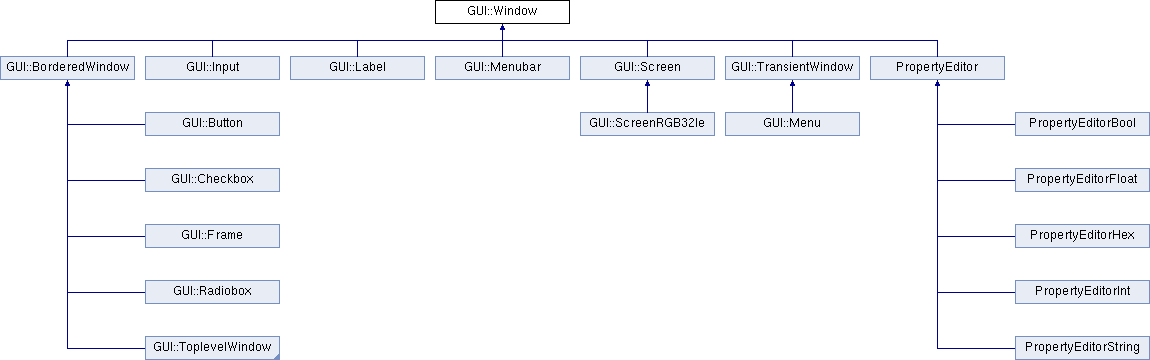 GUI::Window
GUI::BorderedWindow
GUI::Input
GUI::Label
GUI::Menubar
GUI::Screen
GUI::TransientWindow
PropertyEditor
GUI::Button
GUI::ScreenRGB32le
GUI::Menu
PropertyEditorBool
GUI::Checkbox
PropertyEditorFloat
GUI::Frame
PropertyEditorHex
GUI::Radiobox
PropertyEditorInt
GUI::ToplevelWindow
PropertyEditorString